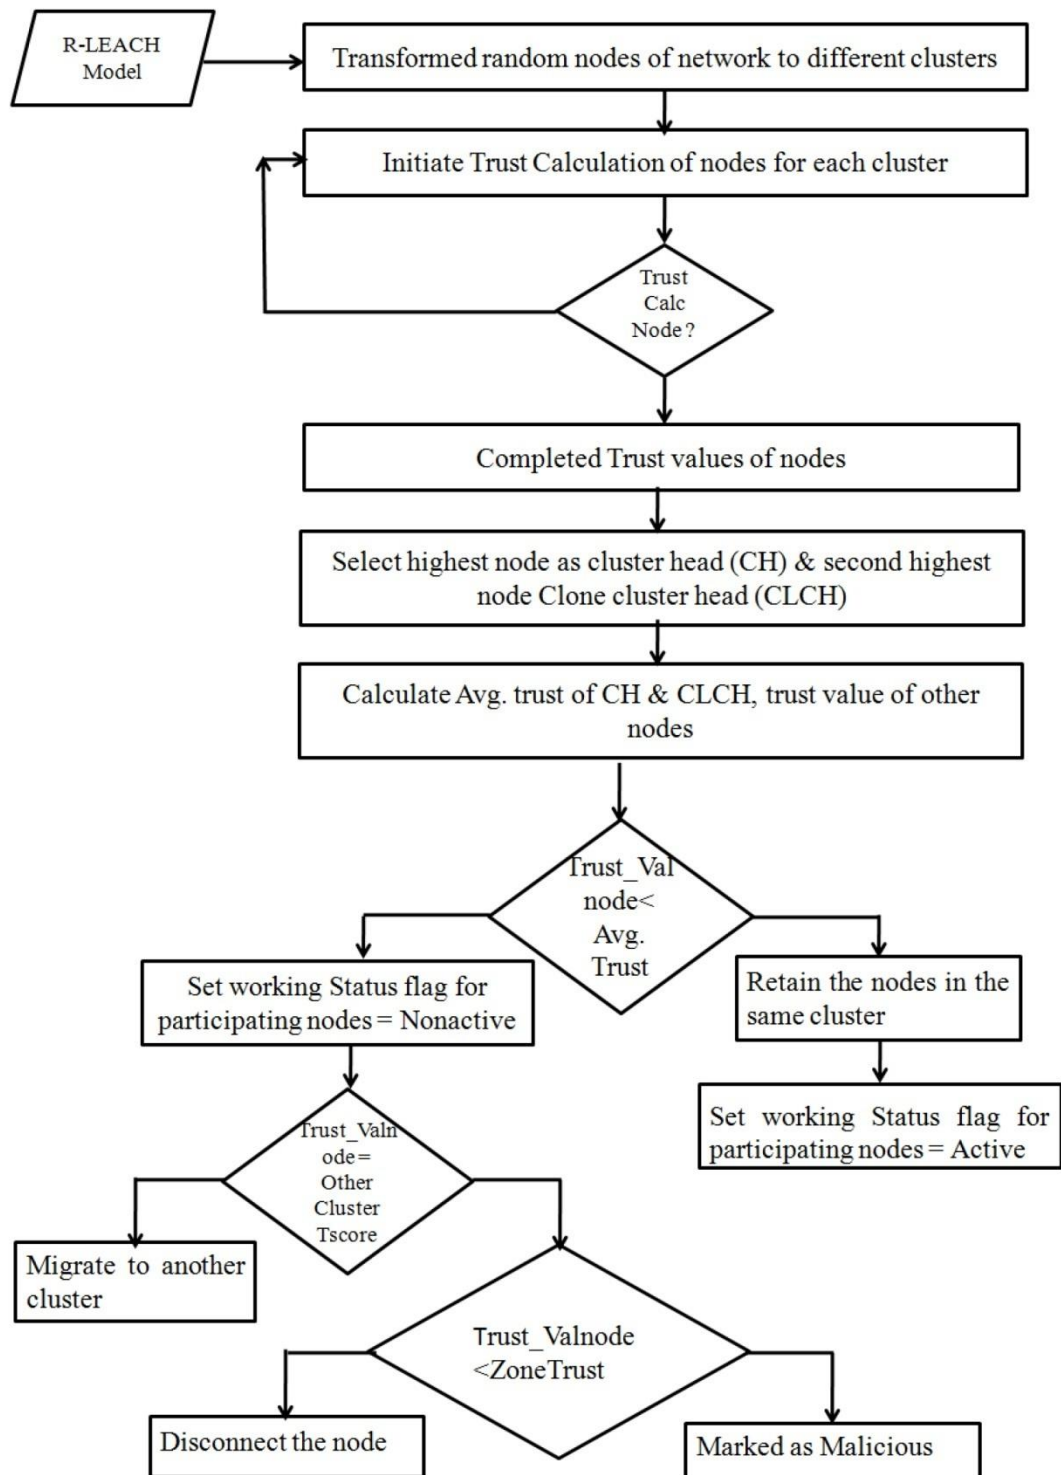 R-LEACH
Model
Transformed random nodes of network to different clusters
Initiate Trust Calculation of nodes for each cluster
Trust
Calc
Node ?
Completed Trust values of nodes
Select highest node as cluster head (CH) & second highest
node Clone cluster head (CLCH)
Calculate Avg. trust of CH & CLCH, trust value of other
nodes
Trust_Val
node<
Avg.
Trust
Set working Status flag for
participating nodes = Nonactive
Retain the nodes in the
same cluster
Set working Status flag for
participating nodes = Active
Trust_Valn
ode =
Other
Cluster
Tscore
Migrate to another
cluster
Trust_Valnode
<ZoneTrust
Disconnect the node
Marked as Malicious